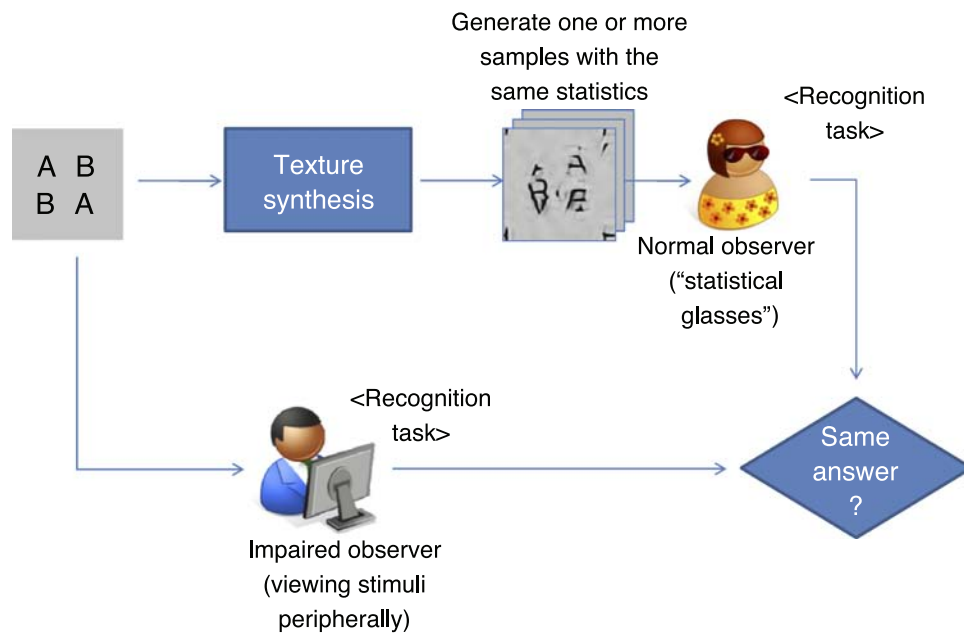 Generate one or more
samples with the
same statistics
<Recognition
task>
A B
B A
Texture
synthesis
Normal observer
(“statistical
glasses”)
<Recognition
task>
Same
answer
?
Impaired observer
(viewing stimuli
peripherally)